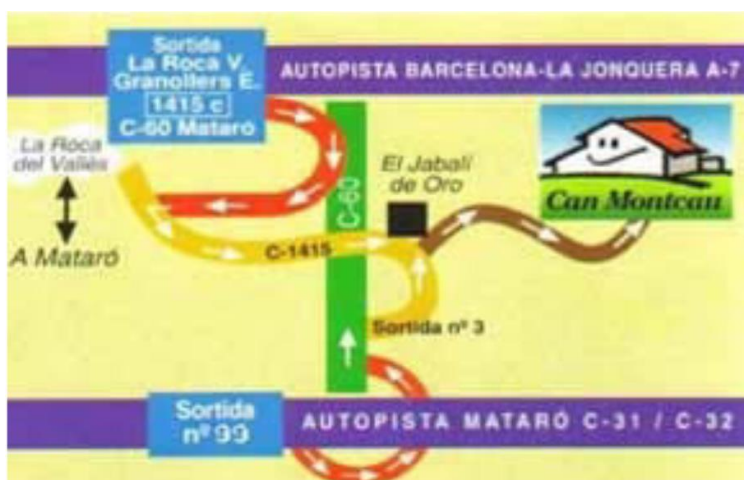 Sortida
La Roca V.
Granollers E.
1415 c
C-60 Mataró
AUTOPISTA BARCELONA-LA JONQUERA A-7
La Roca
del Vallès
A Mataró
C-60
El Jabalí
de Oro
Can Montcau
C-1415
Sortida nº 3
Sortida
nº 99
AUTOPISTA MATARÓ C-31 / C-32